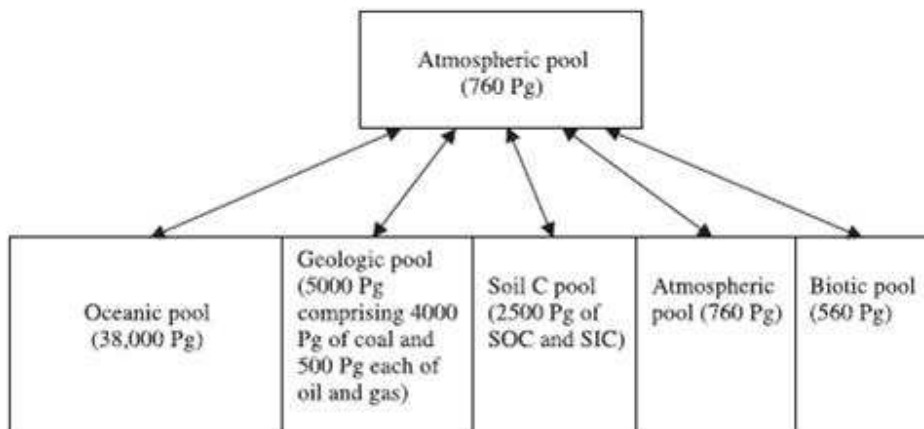 Atmospheric pool
(760 Pg)
Oceanic pool
(38,000 Pg)
Geologic pool
(5000 Pg
comprising 4000
Pg of coal and
500 Pg each of
oil and gas)
Soil C pool
(2500 Pg of
SOC and SIC)
Atmospheric
pool (760 Pg)
Biotic pool
(560 Pg)